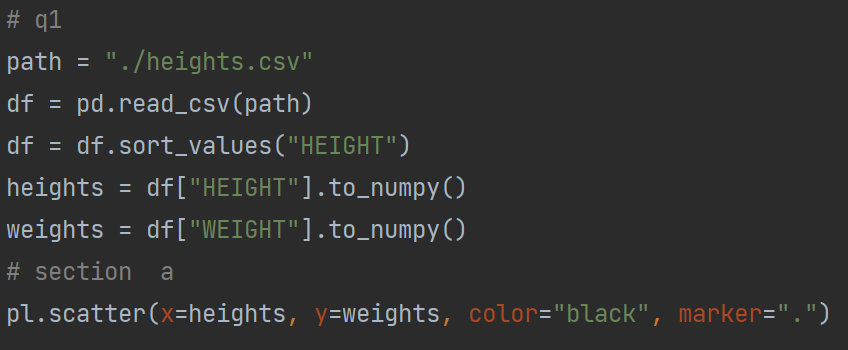 # q1
path = "./heights.csv"
df = pd.read_csv(path)
df = df.sort_values("HEIGHT")
heights = df["HEIGHT"].to_numpy()
weights = df["WEIGHT"].to_numpy()
# section  a
pl.scatter(x=heights, y=weights, color="black", marker=".")